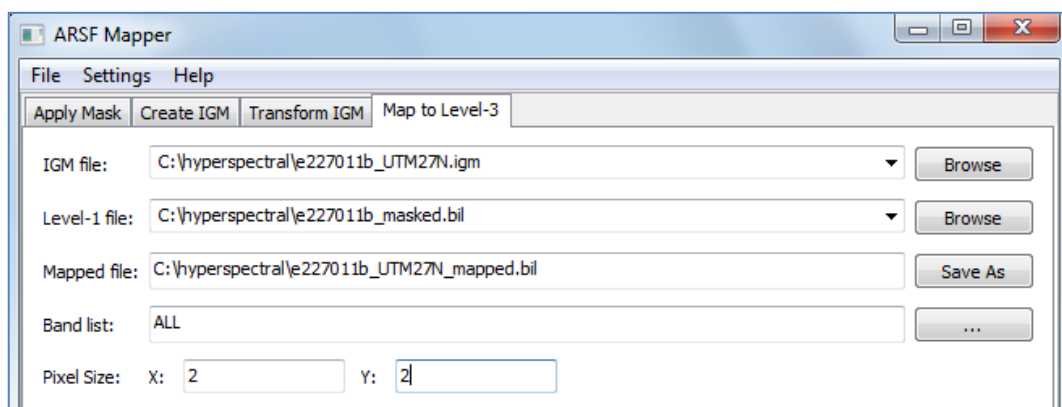 ARSF Mapper
File Settings Help
Apply Mask Create IGM Transform IGM Map to Level-3
IGM file: C:\hyperspectral\e227011b_UTM27N.igm Browse
Level-1 file: C:\hyperspectral\e227011b_masked.bil Browse
Mapped file: C:\hyperspectral\e227011b_UTM27N_mapped.bil Save As
Band list: ALL ...
Pixel Size: X: 2 Y: 2